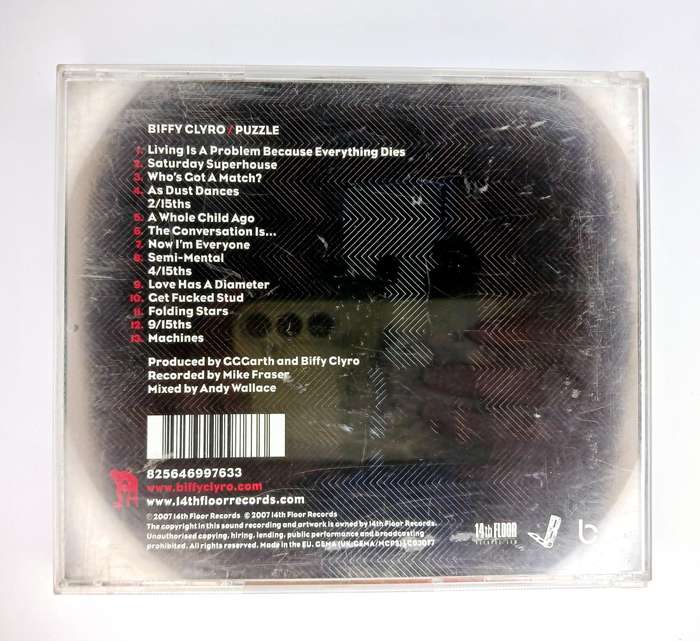 BIFFY CLYRO / PUZZLE
1. Living Is A Problem Because Everything Dies
2. Saturday Superhouse
3. Who's Got A Match?
4. As Dust Dances
2/15ths
5. A Whole Child Ago
6. The Conversation Is...
7. Now I'm Everyone
8. Semi-Mental
4/15ths
9. Love Has A Diameter
10. Get Fucked Stud
11. Folding Stars
12. 9/15ths
13. Machines
Produced by GGGarth and Biffy Clyro
Recorded by Mike Fraser
Mixed by Andy Wallace
825646997633
www.biffyclyro.com
www.14thfloorrecords.com
℗ 2007 14th Floor Records © 2007 14th Floor Records
The copyright in this sound recording and artwork is owned by 14th Floor Records.
Unauthorised copying, hiring, lending, public performance and broadcasting
prohibited. All rights reserved. Made in the EU. GEMA (UK:GEMA/MCPS)
14th FLOOR